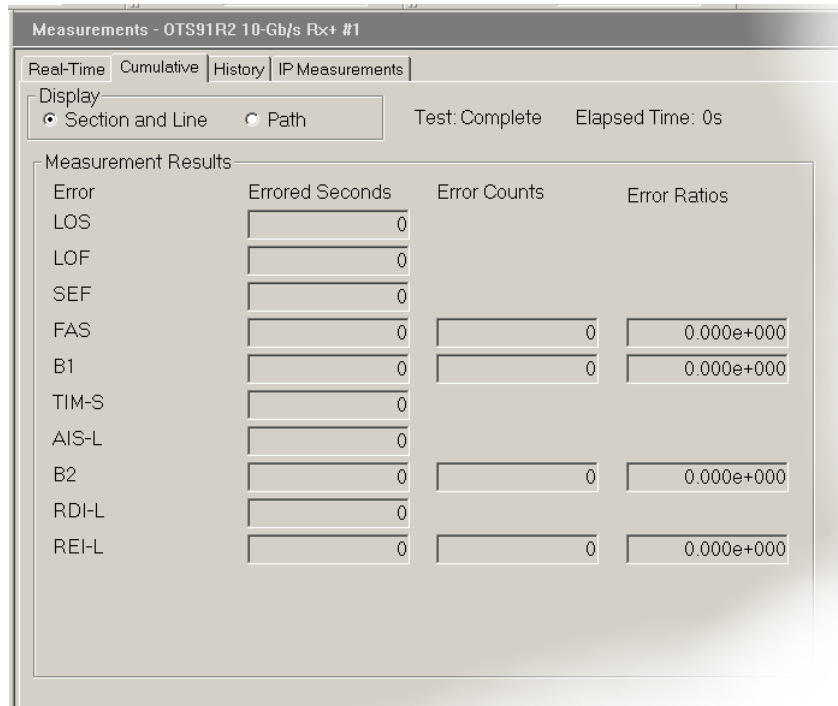 Measurements - OTS91R2 10-Gb/s Rx+ #1
Real-Time Cumulative History IP Measurements
Display
Section and Line Path Test: Complete Elapsed Time: 0s
Measurement Results
Error Errored Seconds Error Counts Error Ratios
LOS 0
LOF 0
SEF 0
FAS 0 0 0.000e+000
B1 0 0 0.000e+000
TIM-S 0
AIS-L 0
B2 0 0 0.000e+000
RDI-L 0
REI-L 0 0 0.000e+000